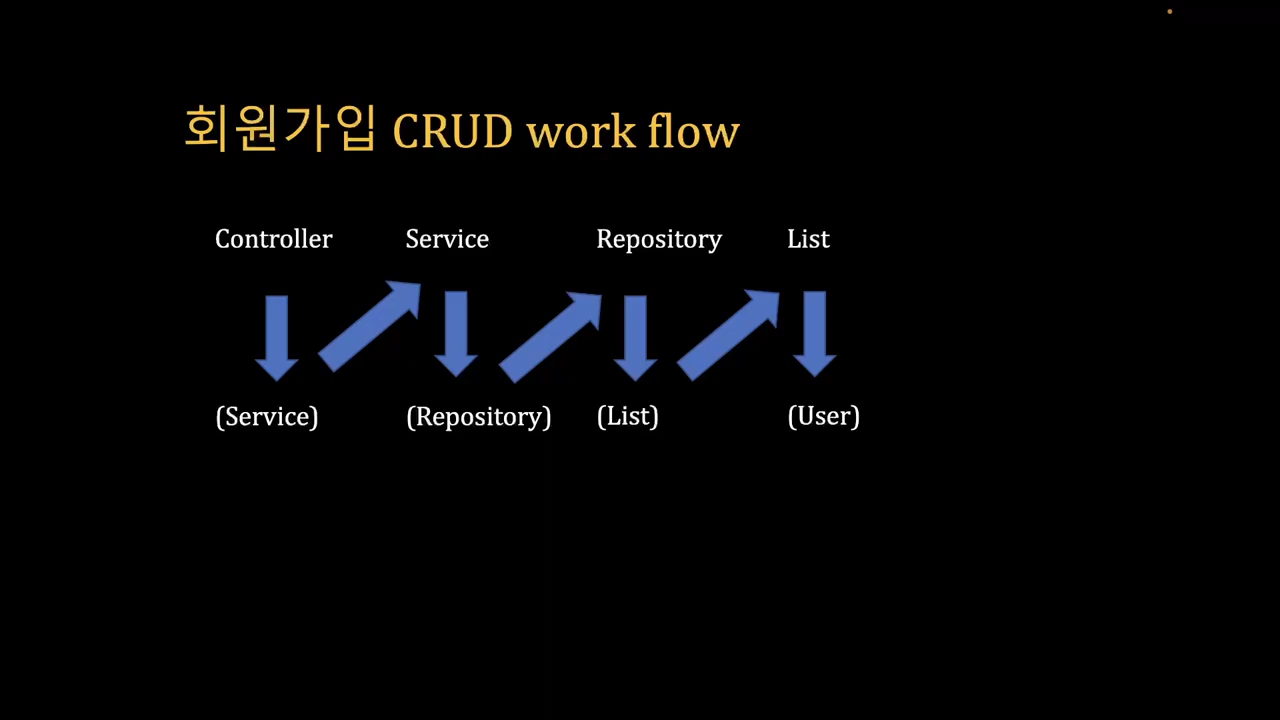 회원가입 CRUD work flow
Controller Service Repository List
(Service) (Repository) (List) (User)